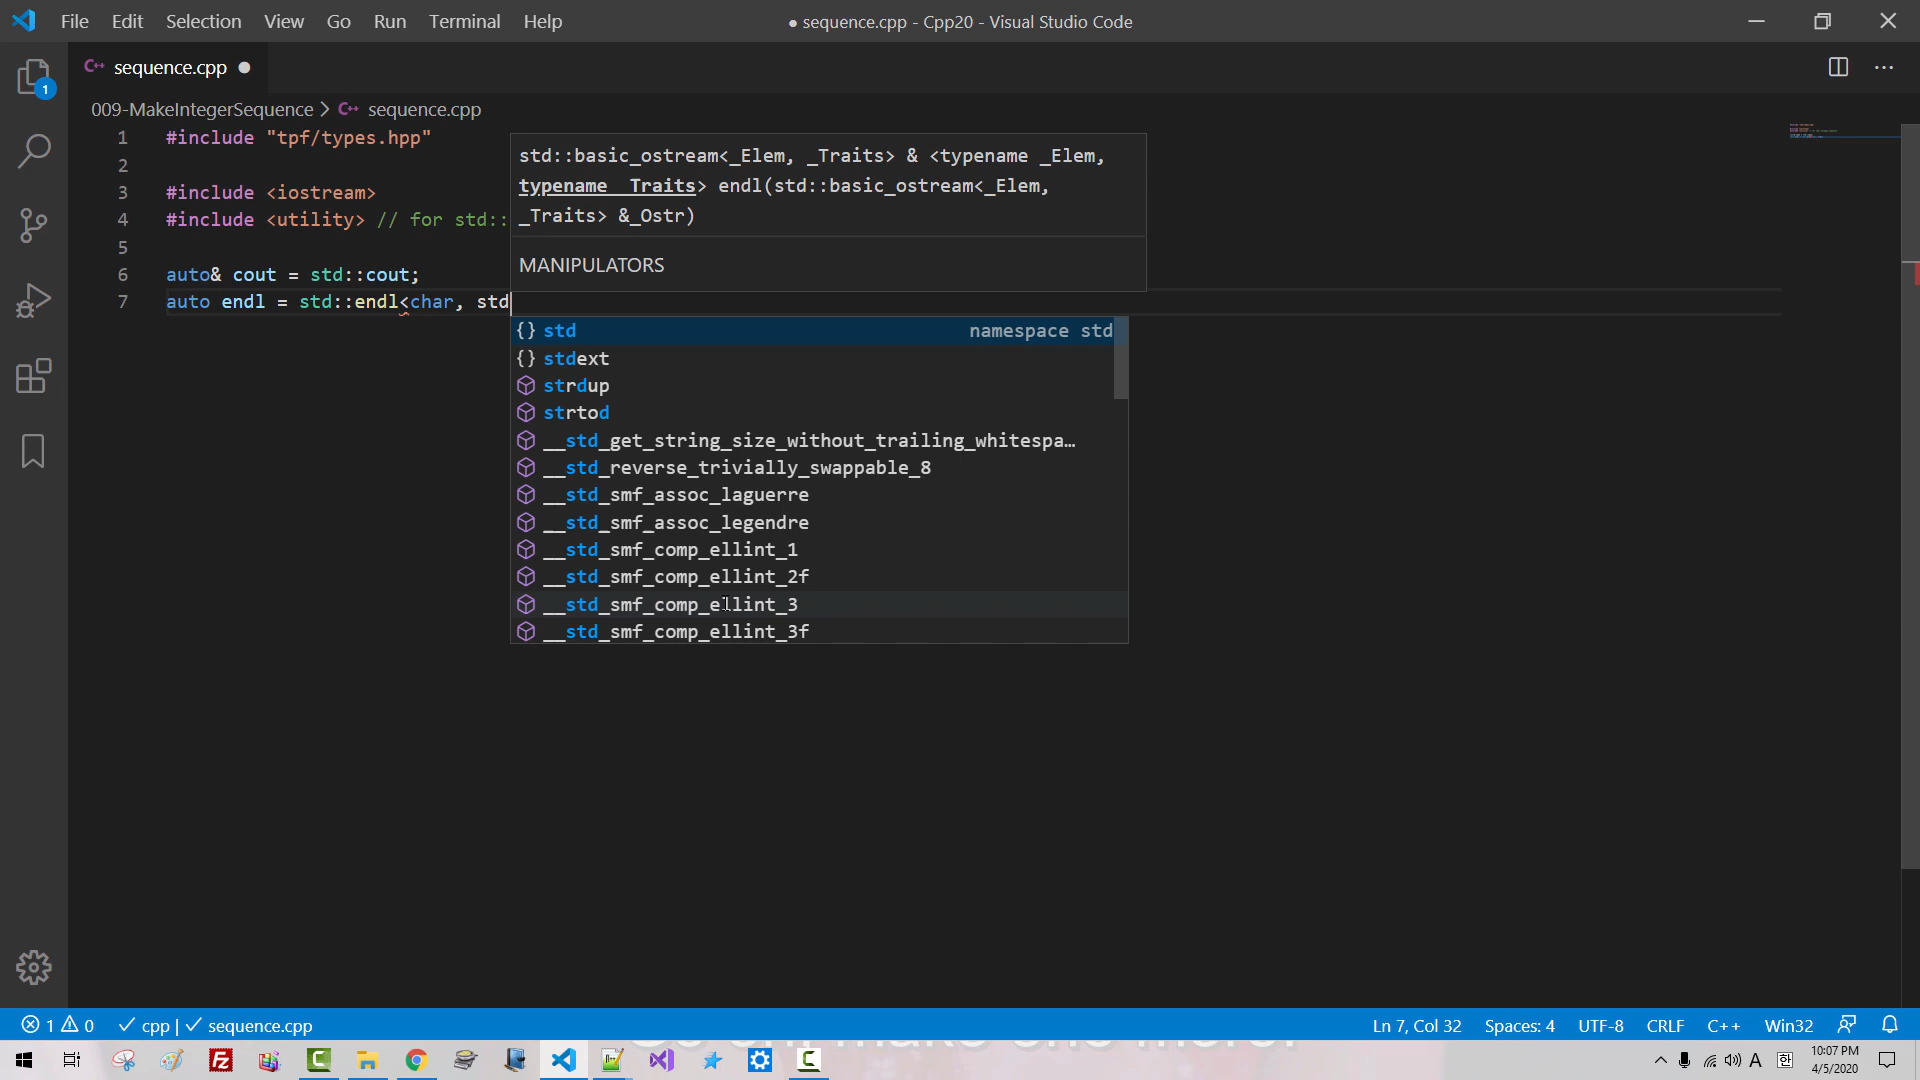 File Edit Selection View Go Run Terminal Help
● sequence.cpp - Cpp20 - Visual Studio Code
C++ sequence.cpp ●
1
009-MakeIntegerSequence > C++ sequence.cpp
1 #include "tpf/types.hpp"
2
3 #include <iostream>
4 #include <utility> // for std::
5
6 auto& cout = std::cout;
7 auto endl = std::endl<char, std
std::basic_ostream<_Elem, _Traits> & <typename _Elem,
typename _Traits> endl(std::basic_ostream<_Elem,
_Traits> &_Ostr)
MANIPULATORS
{} std namespace std
{} stdext
strdup
strtod
__std_get_string_size_without_trailing_whitespa…
__std_reverse_trivially_swappable_8
__std_smf_assoc_laguerre
__std_smf_assoc_legendre
__std_smf_comp_ellint_1
__std_smf_comp_ellint_2f
__std_smf_comp_ellint_3
__std_smf_comp_ellint_3f
1 0 cpp | sequence.cpp
Ln 7, Col 32 Spaces: 4 UTF-8 CRLF C++ Win32
A 한 10:07 PM
4/5/2020